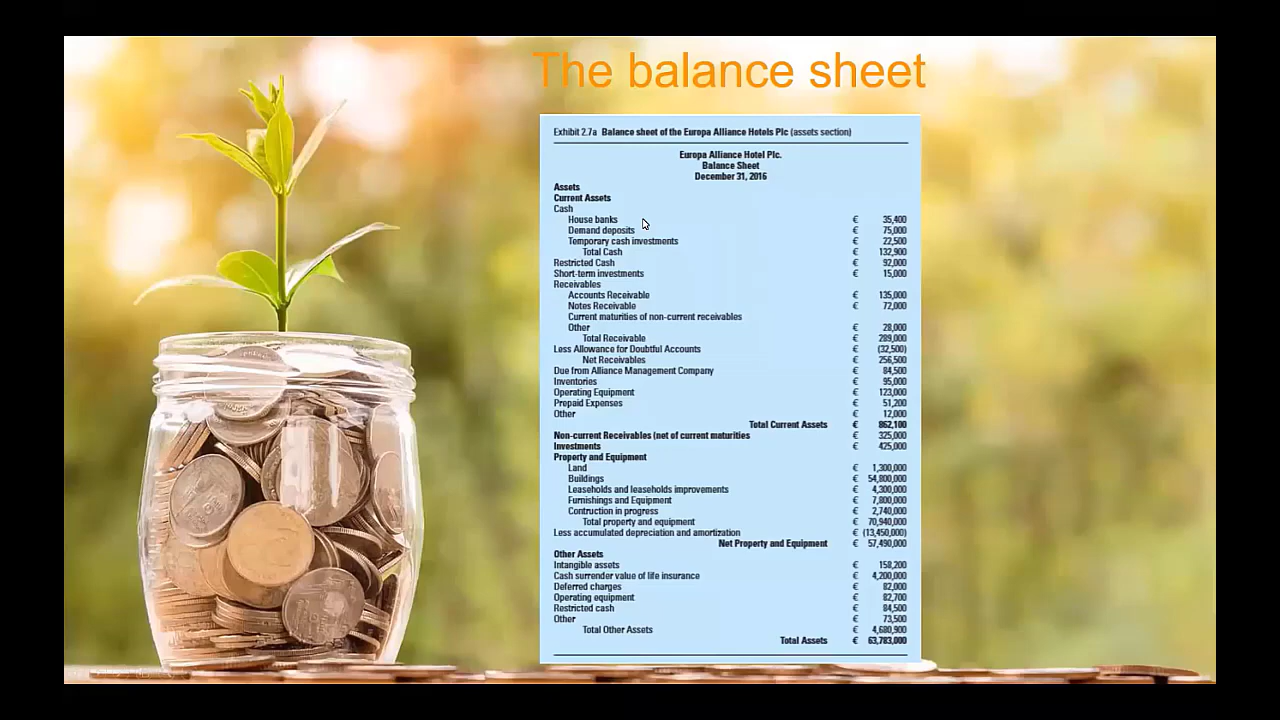 The balance sheet
Exhibit 2.7a Balance sheet of the Europa Alliance Hotels Plc (assets section)
Europa Alliance Hotel Plc.
Balance Sheet
December 31, 2016
Assets
Current Assets
Cash
House banks € 35,400
Demand deposits € 75,000
Temporary cash investments € 22,500
Total Cash € 132,900
Restricted Cash € 92,000
Short-term investments € 15,000
Receivables
Accounts Receivable € 135,000
Notes Receivable € 72,000
Current maturities of non-current receivables
Other € 28,000
Total Receivable € 289,000
Less Allowance for Doubtful Accounts € (32,500)
Net Receivables € 256,500
Due from Alliance Management Company € 84,500
Inventories € 95,000
Operating Equipment € 123,000
Prepaid Expenses € 51,200
Other € 12,000
Total Current Assets € 862,100
Non-current Receivables (net of current maturities € 325,000
Investments € 425,000
Property and Equipment
Land € 1,300,000
Buildings € 54,800,000
Leaseholds and leaseholds improvements € 4,300,000
Furnishings and Equipment € 7,800,000
Contruction in progress € 2,740,000
Total property and equipment € 70,940,000
Less accumulated depreciation and amortization € (13,450,000)
Net Property and Equipment € 57,490,000
Other Assets
Intangible assets € 158,200
Cash surrender value of life insurance € 4,200,000
Deferred charges € 82,000
Operating equipment € 82,700
Restricted cash € 84,500
Other € 73,500
Total Other Assets € 4,680,900
Total Assets € 63,783,000